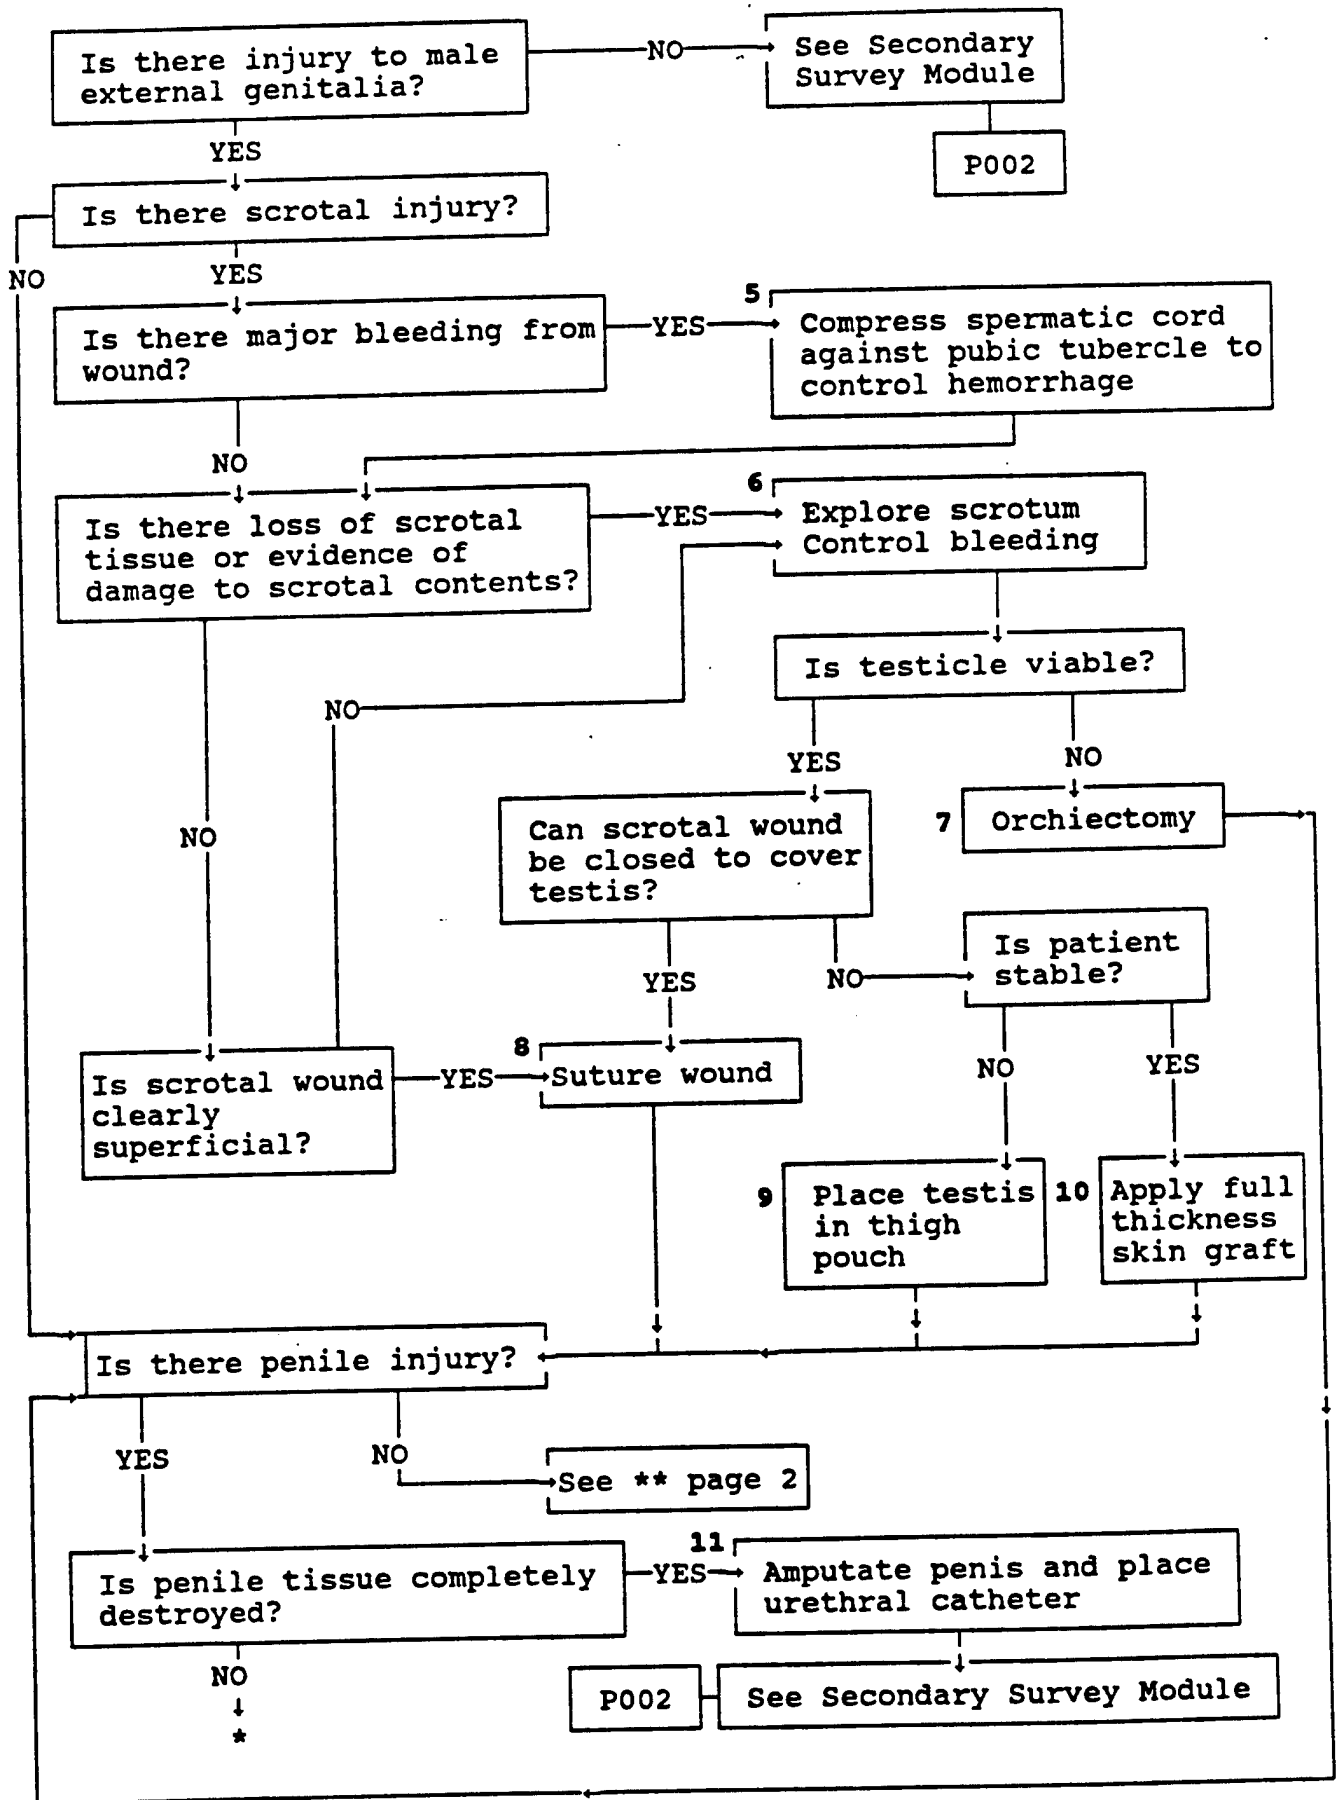 Is there injury to male
external genitalia?
NO
See Secondary
Survey Module
P002
YES
Is there scrotal injury?
NO
YES
Is there major bleeding from
wound?
YES
5
Compress spermatic cord
against pubic tubercle to
control hemorrhage
NO
Is there loss of scrotal
tissue or evidence of
damage to scrotal contents?
YES
6
Explore scrotum
Control bleeding
Is testicle viable?
NO
YES
NO
Can scrotal wound
be closed to cover
testis?
7
Orchiectomy
NO
YES
NO
Is patient
stable?
Is scrotal wound
clearly
superficial?
YES
8
Suture wound
NO
YES
9
Place testis
in thigh
pouch
10
Apply full
thickness
skin graft
Is there penile injury?
YES
NO
See ** page 2
Is penile tissue completely
destroyed?
YES
11
Amputate penis and place
urethral catheter
NO
*
P002
See Secondary Survey Module